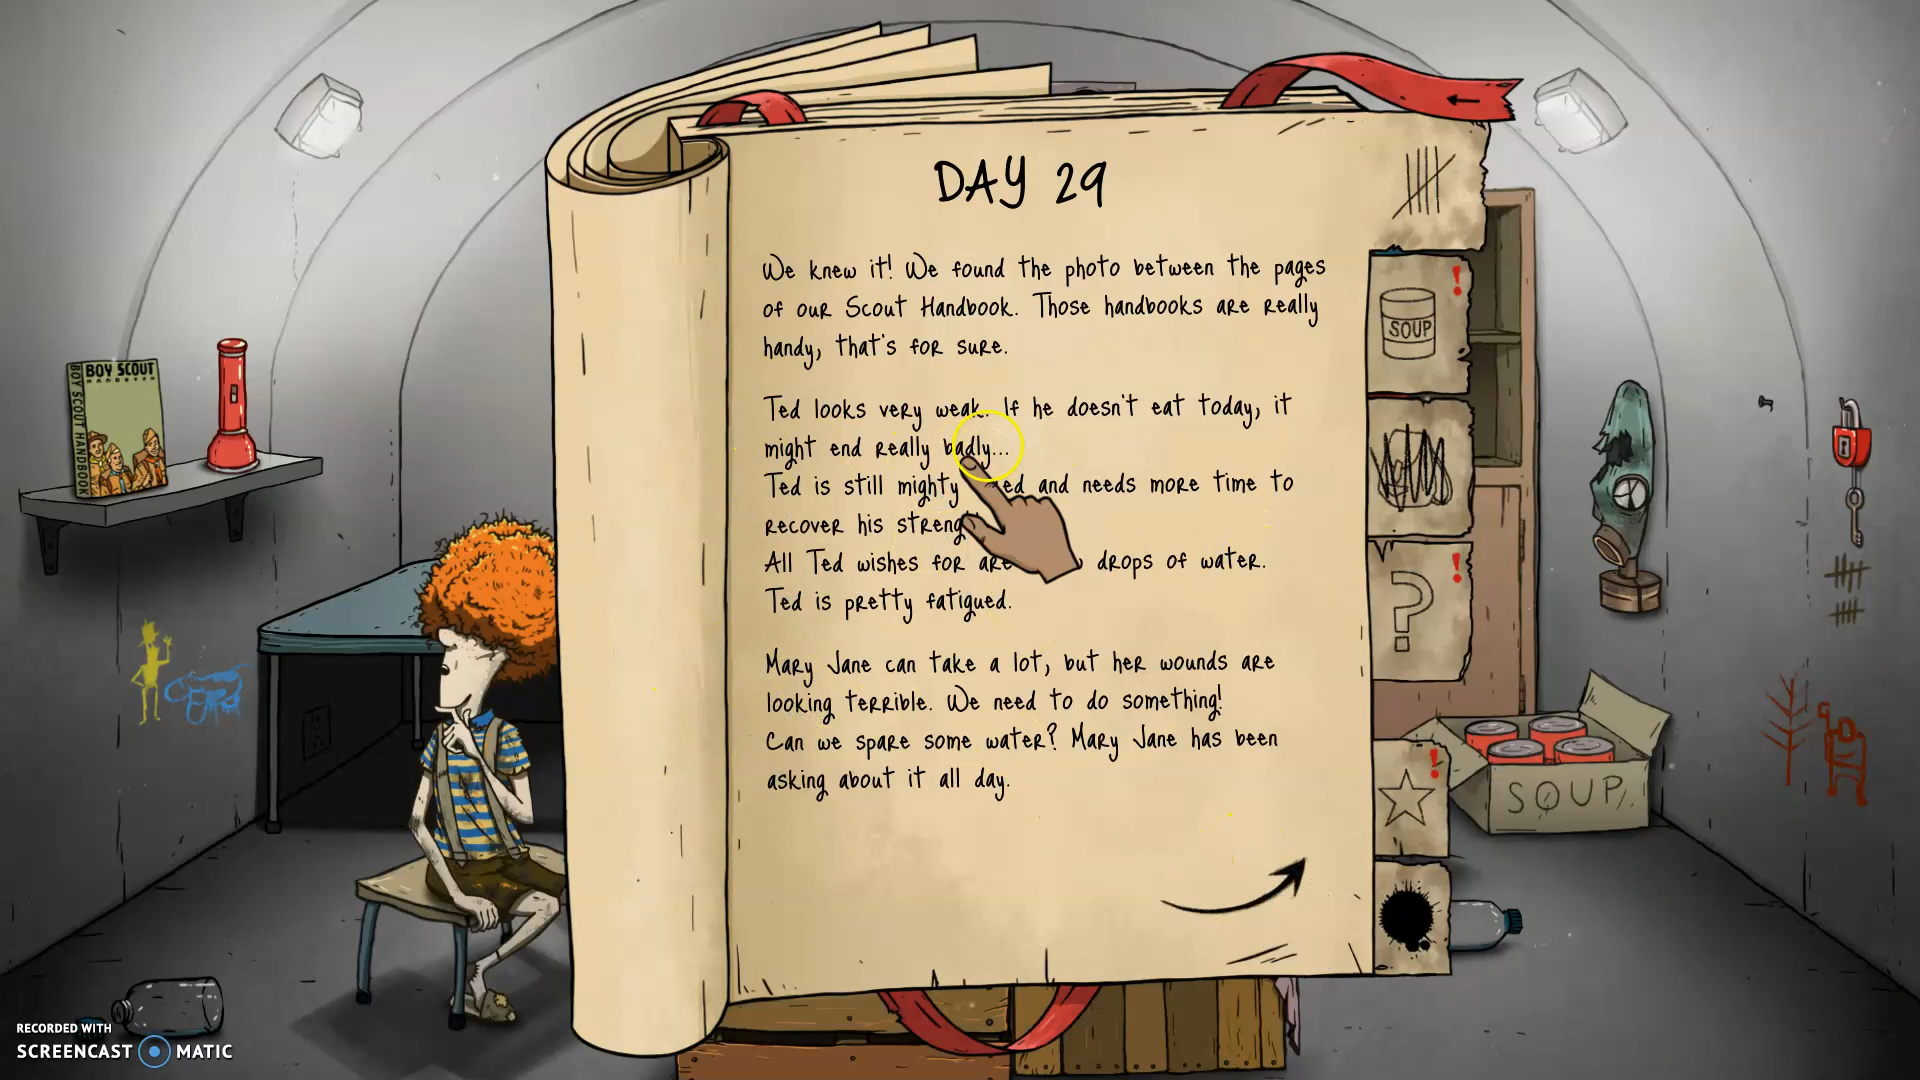 DAY 29
We knew it! We found the photo between the pages
of our Scout Handbook. Those handbooks are really
handy, that's for sure.
Ted looks very weak. If he doesn't eat today, it
might end really badly...
Ted is still mighty and needs more time to
recover his
All Ted wishes for are drops of water.
Ted is pretty fatigued.
Mary Jane can take a lot, but her wounds are
looking terrible. We need to do something!
Can we spare some water? Mary Jane has been
asking about it all day.
BOY SCOUT
HANDBOOK
BOY SCOUT HANDBOOK
!
SOUP
!
?
!
SOUP
RECORDED WITH
SCREENCAST MATIC